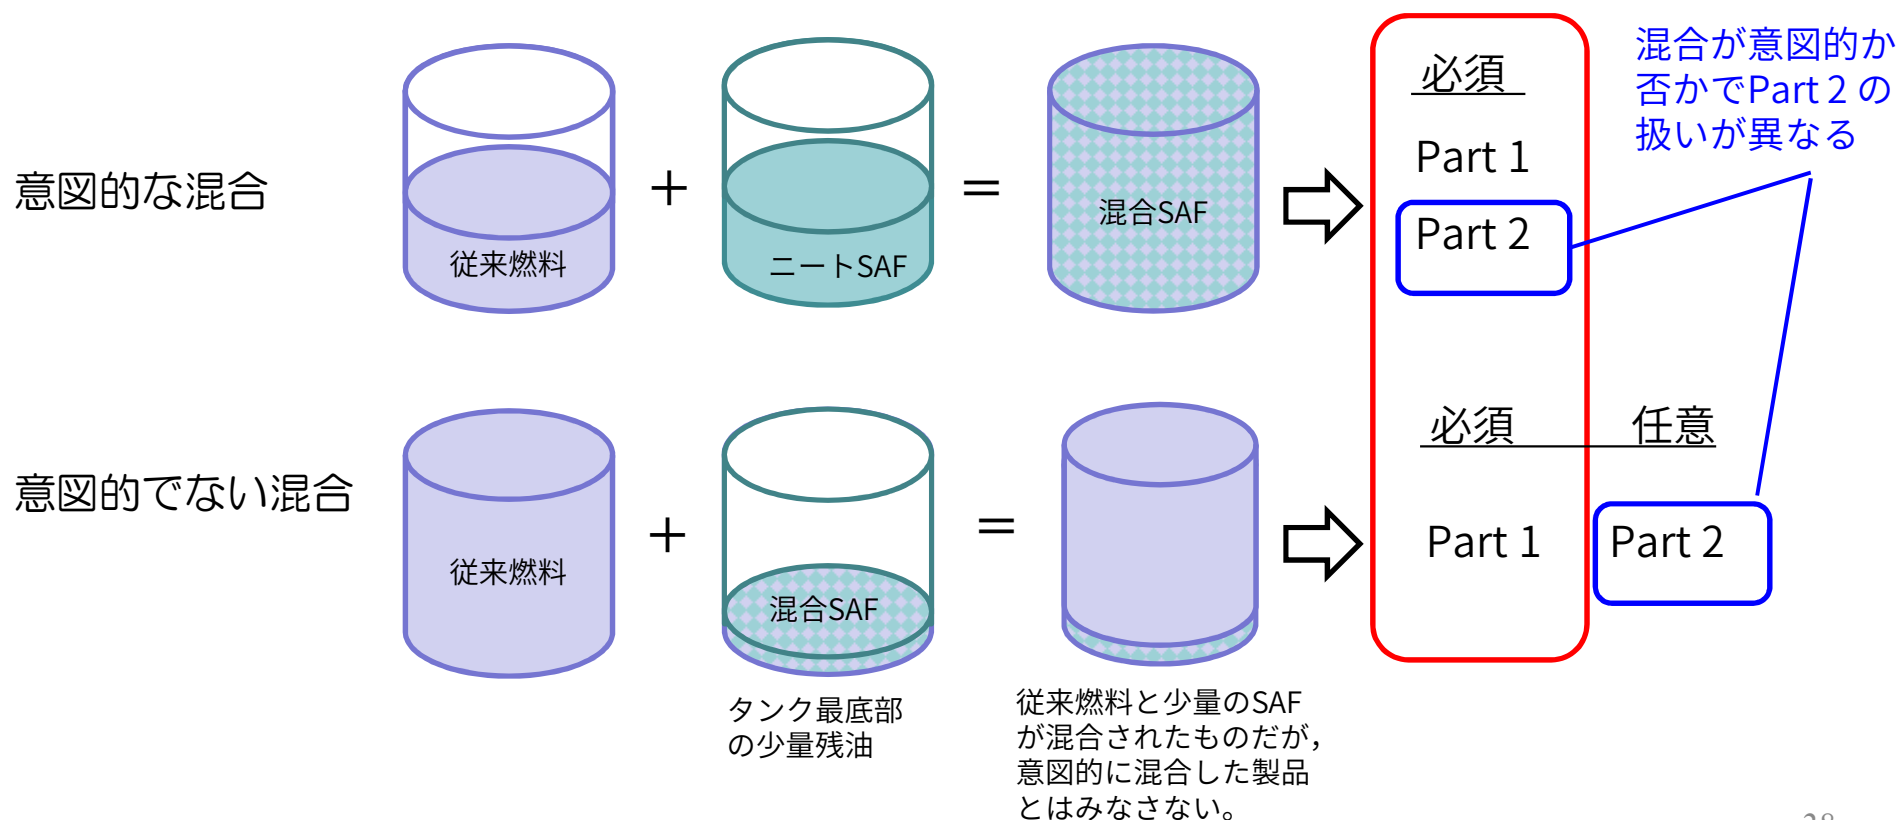 混合が意図的か
否かでPart 2 の
扱いが異なる
必須
Part 1
Part 2
意図的な混合
従来燃料
+
ニートSAF
=
混合SAF
必須
任意
意図的でない混合
従来燃料
+
混合SAF
=
Part 1
Part 2
タンク最底部
の少量残油
従来燃料と少量のSAF
が混合されたものだが,
意図的に混合した製品
とはみなさない。